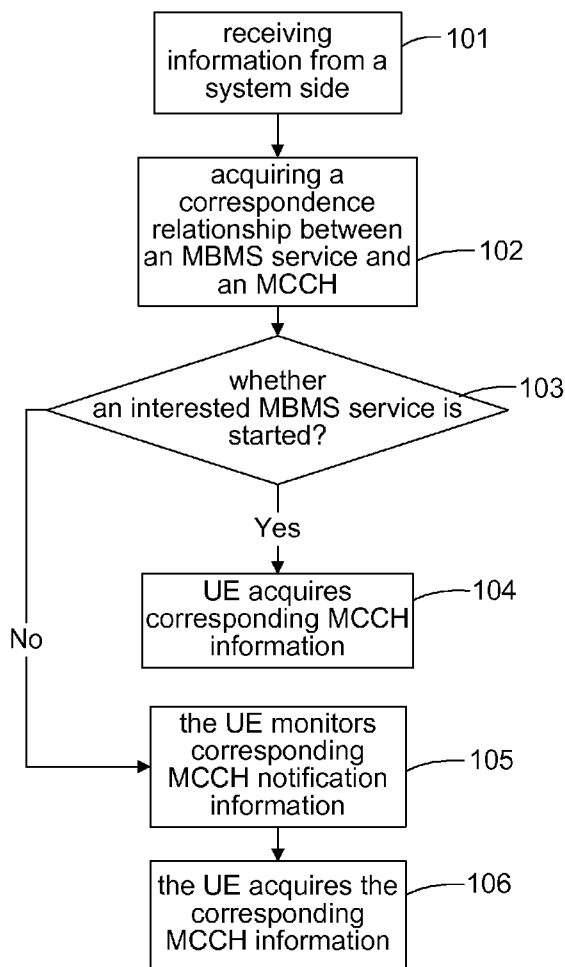 receiving
information from a
system side
101
acquiring a
correspondence
relationship between
an MBMS service and
an MCCH
102
whether
an interested MBMS service is
started?
103
Yes
UE acquires
corresponding MCCH
information
104
No
the UE monitors
corresponding
MCCH notification
information
105
the UE acquires the
corresponding
MCCH information
106